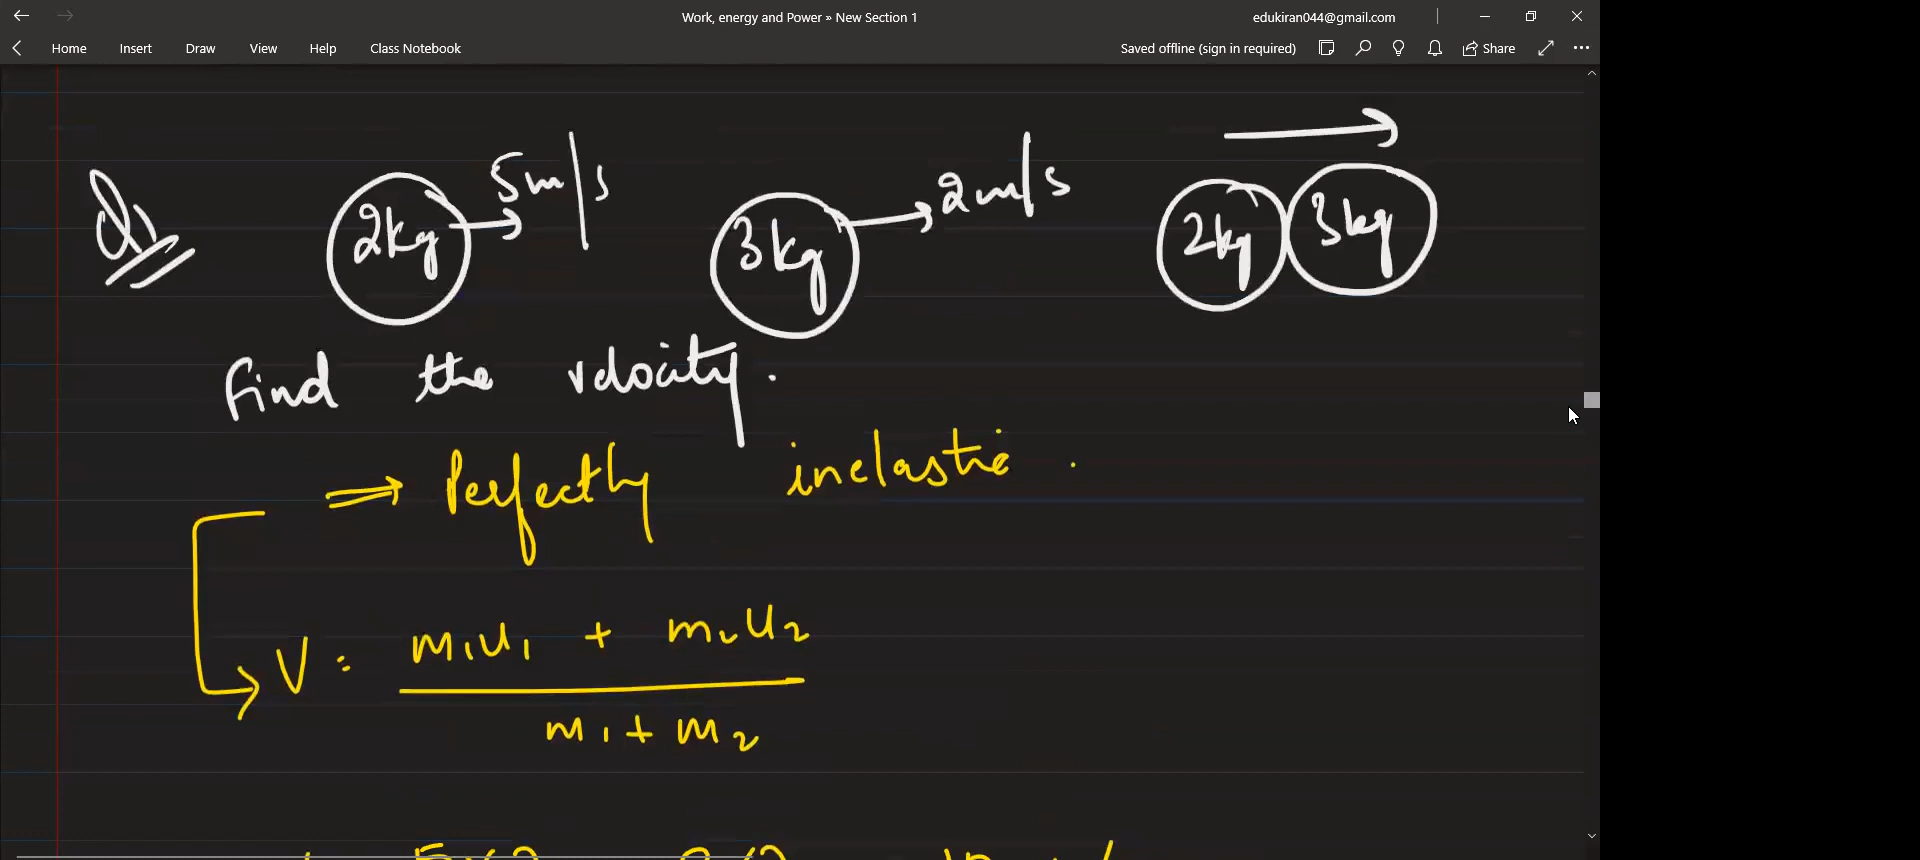 Work, energy and Power » New Section 1
edukiran044@gmail.com
Home Insert Draw View Help Class Notebook
Saved offline (sign in required)
Share
Q1
2kg 5m/s 3kg 2m/s 2kg 3kg
find the velocity.
⇒ Perfectly inelastic.
V = m1u1 + m2u2
m1 + m2